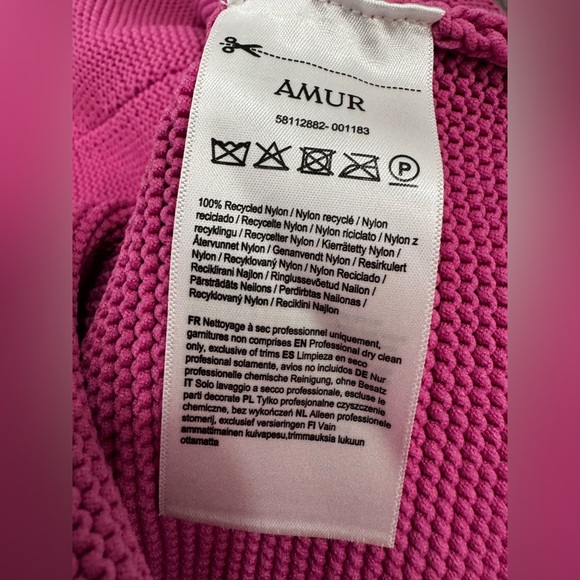 AMUR
58112882- 001183
P
100% Recycled Nylon / Nylon recyclé / Nylon
reciclado / Recycelte Nylon / Nylon riciclato / Nylon z
recyklingu / Recycelter Nylon / Kierrätetty Nylon /
Återvunnet Nylon / Genanvendt Nylon / Resirkulert
Nylon / Recyklovaný Nylon / Nylon Reciclado /
Reciklirani Najlon / Ringlussevõetud Nailon /
Pārstrādāts Neilons / Perdirbtas Nailonas /
Recyklovaný Nylon / Reciklini Najlon
FR Nettoyage à sec professionnel uniquement,
garnitures non comprises EN Professional dry clean
only, exclusive of trims ES Limpieza en seco
profesional solamente, avios no incluidos DE Nur
professionelle chemische Reinigung, ohne Besatz
IT Solo lavaggio a secco professionale, escluse le
parti decorate PL Tylko profesjonalne czyszczenie
chemiczne, bez wykończeń NL Alleen professionele
stomerij, exclusief versieringen FI Vain
ammattimainen kuivapesu,trimmauksia lukuun
ottamatta